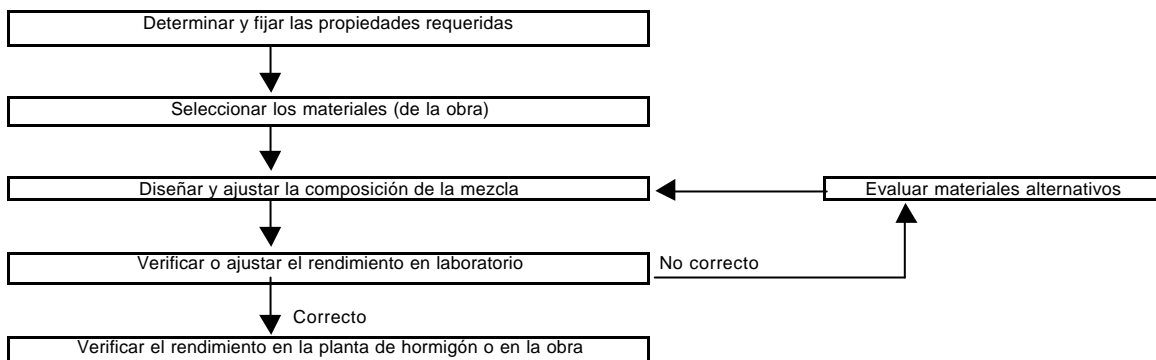 Determinar y fijar las propiedades requeridas
Seleccionar los materiales (de la obra)
Diseñar y ajustar la composición de la mezcla
Evaluar materiales alternativos
Verificar o ajustar el rendimiento en laboratorio
No correcto
Correcto
Verificar el rendimiento en la planta de hormigón o en la obra